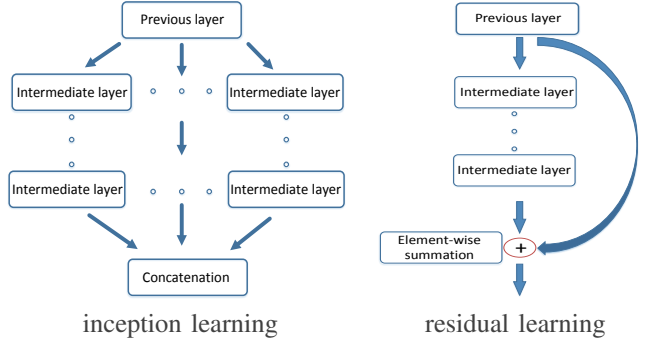 Previous layer
Intermediate layer
Intermediate layer
Intermediate layer
Intermediate layer
Concatenation
inception learning
Previous layer
Intermediate layer
Intermediate layer
Element-wise
summation
+
residual learning